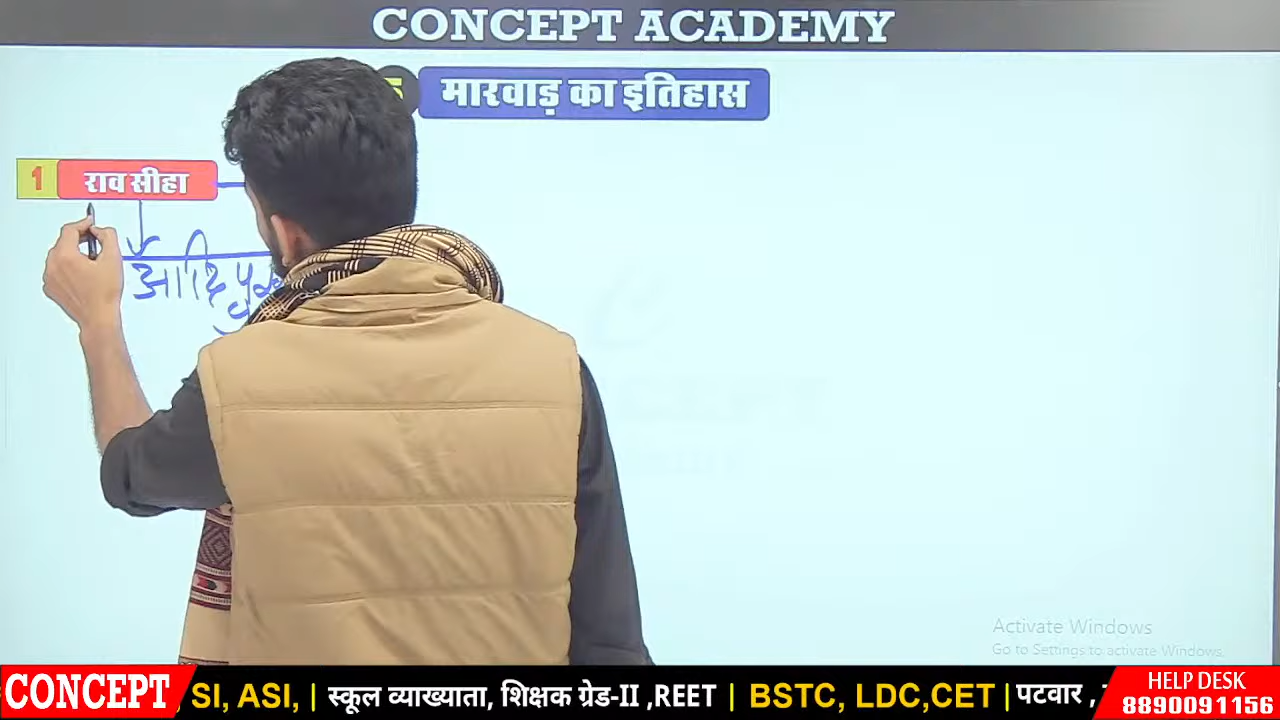 CONCEPT ACADEMY
मारवाड़ का इतिहास
1 राव सीहा
आदि
Activate Windows
Go to Settings to activate Windows.
CONCEPT SI, ASI, | स्कूल व्याख्याता, शिक्षक ग्रेड-II ,REET | BSTC, LDC,CET | पटवार ,
HELP DESK
8890091156